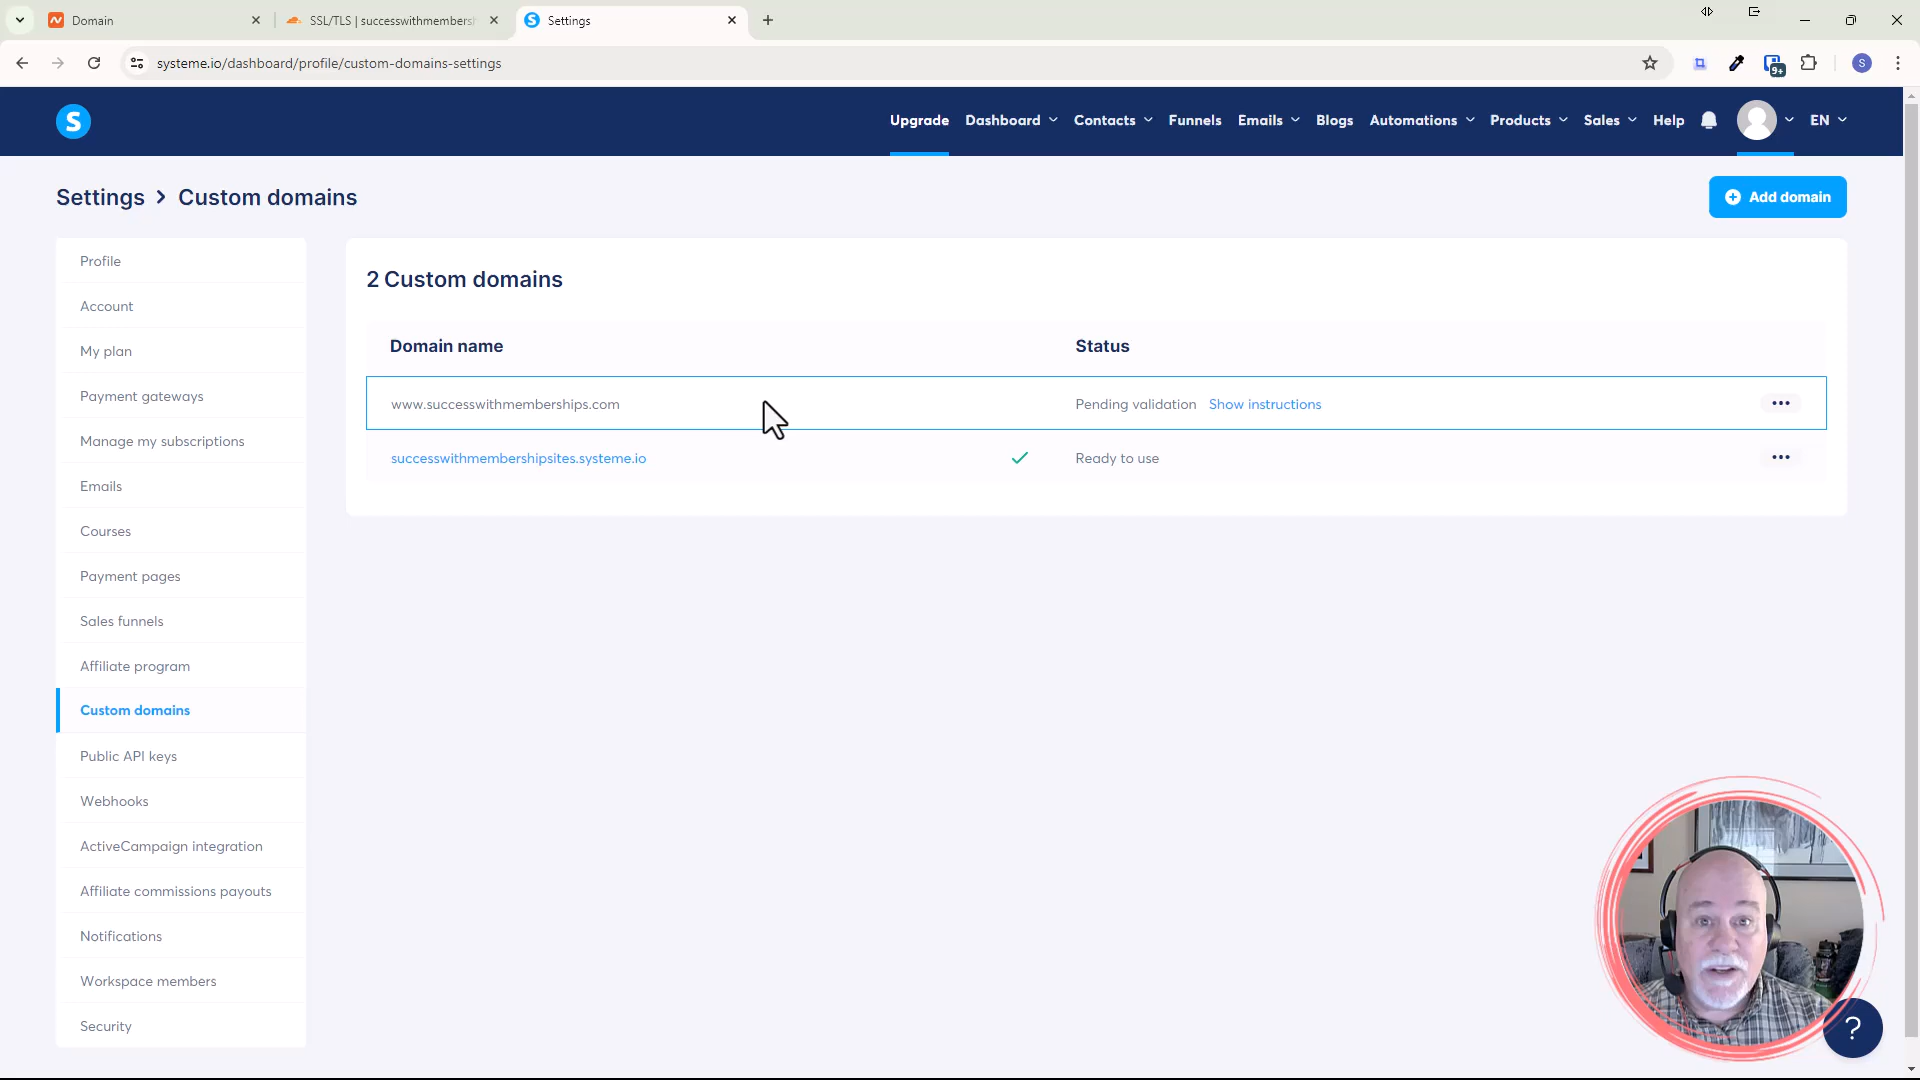 Domain
SSL/TLS | successwithmembersh
Settings
systeme.io/dashboard/profile/custom-domains-settings
9+
S
S
Upgrade Dashboard Contacts Funnels Emails Blogs Automations Products Sales Help EN
Settings > Custom domains
Add domain
Profile
Account
My plan
Payment gateways
Manage my subscriptions
Emails
Courses
Payment pages
Sales funnels
Affiliate program
Custom domains
Public API keys
Webhooks
ActiveCampaign integration
Affiliate commissions payouts
Notifications
Workspace members
Security
2 Custom domains
Domain name Status
www.successwithmemberships.com Pending validation Show instructions
successwithmembershipsites.systeme.io Ready to use
?